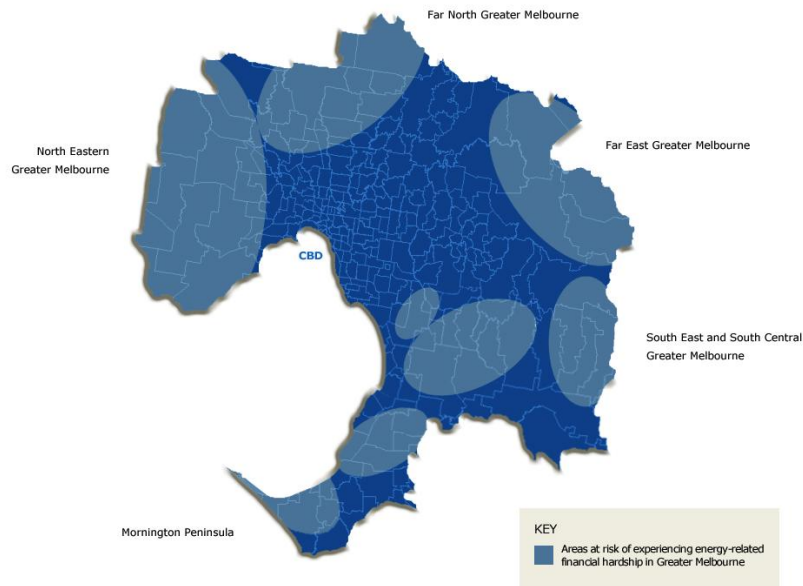 Far North Greater Melbourne
North Eastern
Greater Melbourne
Far East Greater Melbourne
CBD
South East and South Central
Greater Melbourne
Mornington Peninsula
KEY
Areas at risk of experiencing energy-related
financial hardship in Greater Melbourne